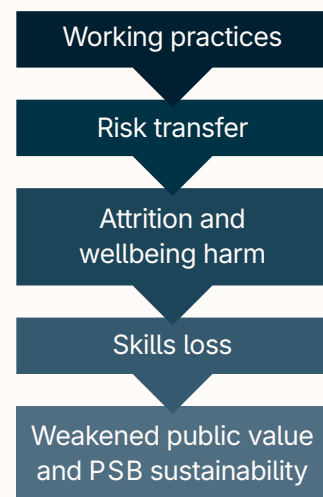 Working practices
Risk transfer
Attrition and
wellbeing harm
Skills loss
Weakened public value
and PSB sustainability